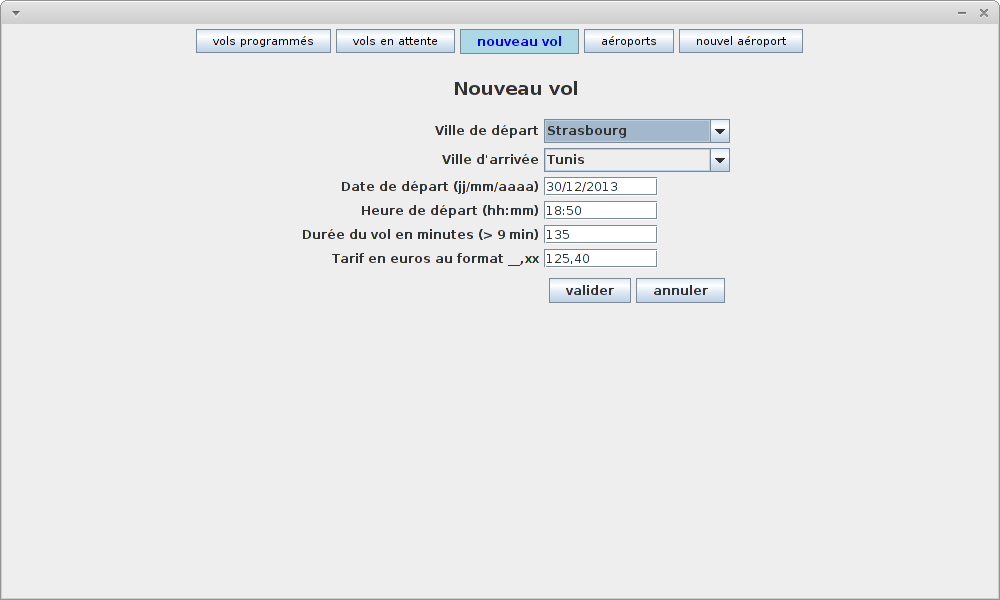 vols programmés vols en attente nouveau vol aéroports nouvel aéroport
Nouveau vol
Ville de départ Strasbourg
Ville d'arrivée Tunis
Date de départ (jj/mm/aaaa) 30/12/2013
Heure de départ (hh:mm) 18:50
Durée du vol en minutes (> 9 min) 135
Tarif en euros au format __,xx 125,40
valider annuler